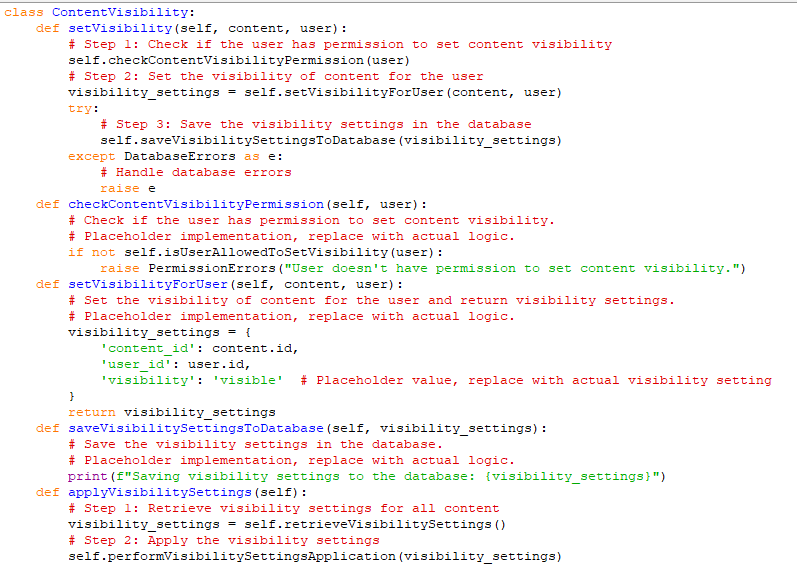 class ContentVisibility:
    def setVisibility(self, content, user):
        # Step 1: Check if the user has permission to set content visibility
        self.checkContentVisibilityPermission(user)
        # Step 2: Set the visibility of content for the user
        visibility_settings = self.setVisibilityForUser(content, user)
        try:
            # Step 3: Save the visibility settings in the database
            self.saveVisibilitySettingsToDatabase(visibility_settings)
        except DatabaseErrors as e:
            # Handle database errors
            raise e
    def checkContentVisibilityPermission(self, user):
        # Check if the user has permission to set content visibility.
        # Placeholder implementation, replace with actual logic.
        if not self.isUserAllowedToSetVisibility(user):
            raise PermissionErrors("User doesn't have permission to set content visibility.")
    def setVisibilityForUser(self, content, user):
        # Set the visibility of content for the user and return visibility settings.
        # Placeholder implementation, replace with actual logic.
        visibility_settings = {
            'content_id': content.id,
            'user_id': user.id,
            'visibility': 'visible'  # Placeholder value, replace with actual visibility setting
        }
        return visibility_settings
    def saveVisibilitySettingsToDatabase(self, visibility_settings):
        # Save the visibility settings in the database.
        # Placeholder implementation, replace with actual logic.
        print(f"Saving visibility settings to the database: {visibility_settings}")
    def applyVisibilitySettings(self):
        # Step 1: Retrieve visibility settings for all content
        visibility_settings = self.retrieveVisibilitySettings()
        # Step 2: Apply the visibility settings
        self.performVisibilitySettingsApplication(visibility_settings)